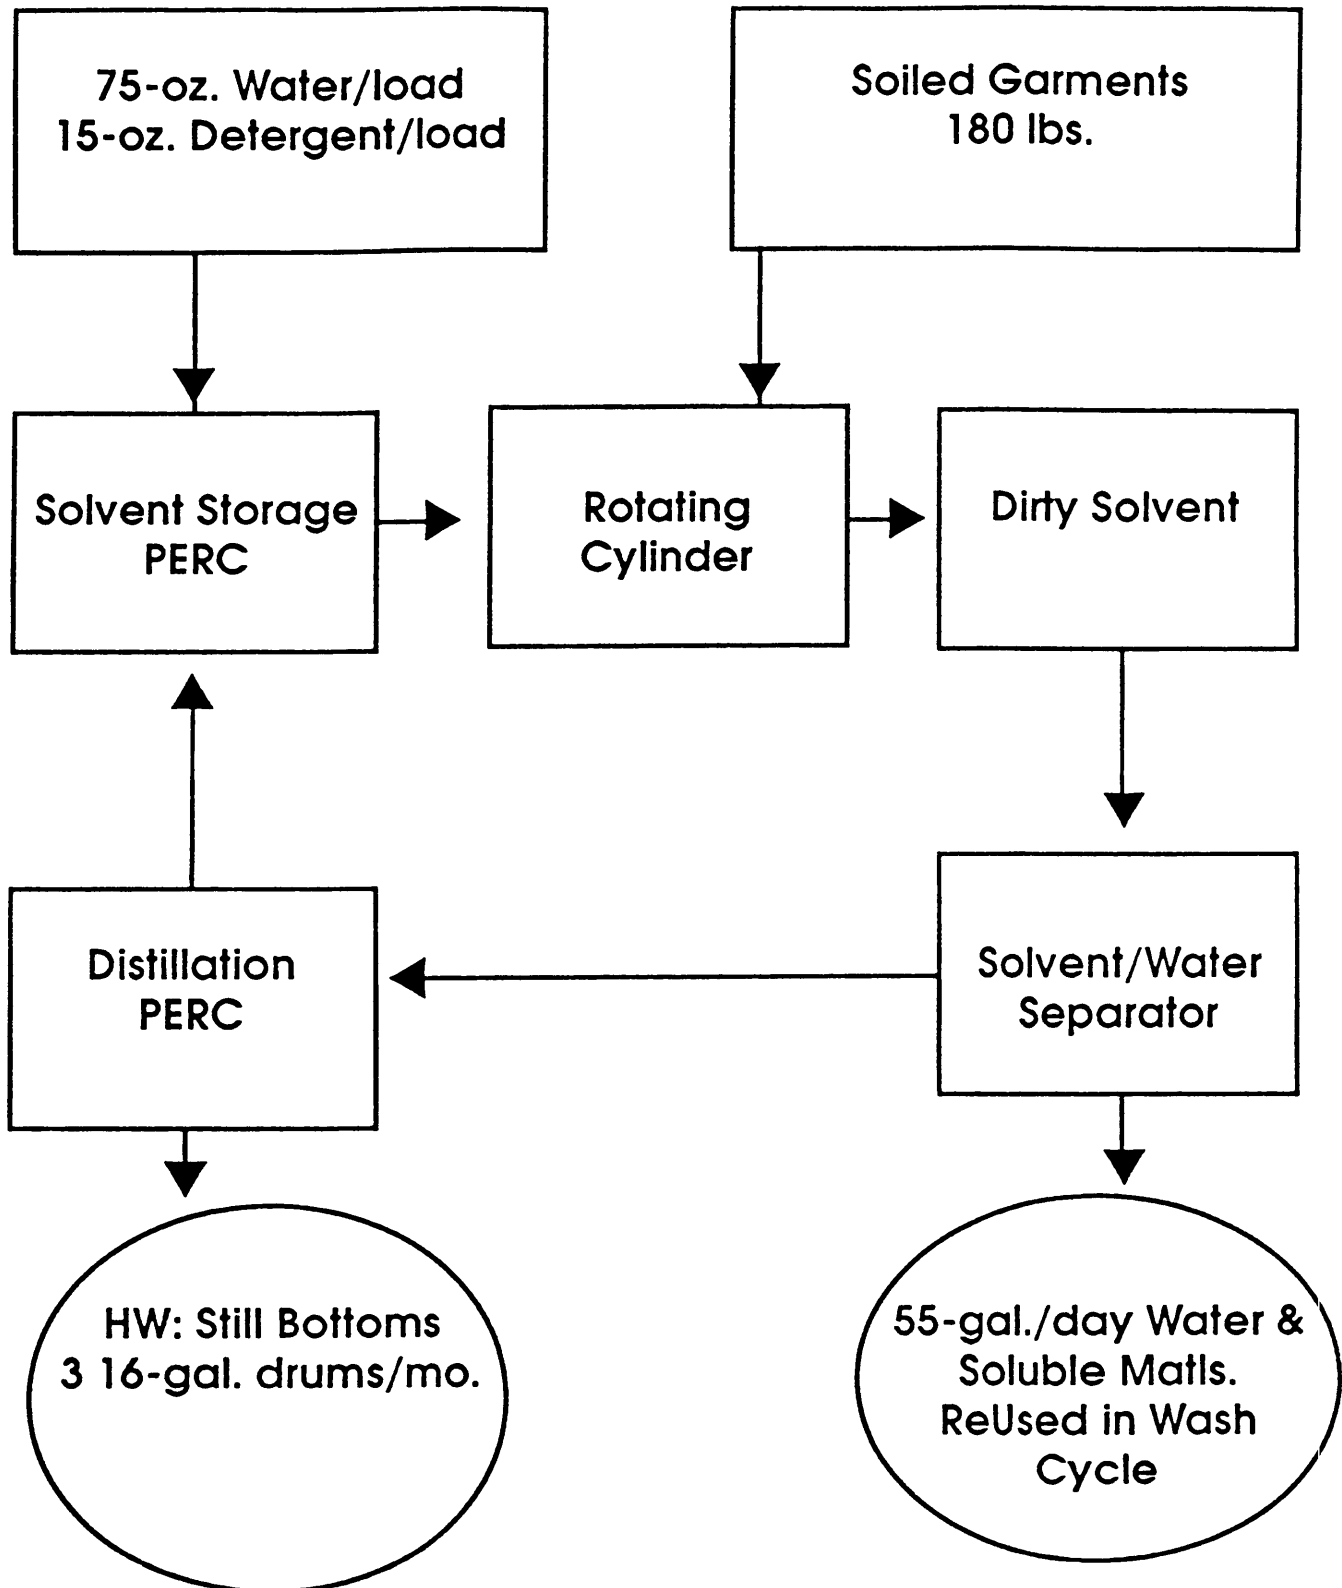 75-oz. Water/load
15-oz. Detergent/load
Soiled Garments
180 lbs.
Solvent Storage
PERC
Rotating
Cylinder
Dirty Solvent
Distillation
PERC
Solvent/Water
Separator
HW: Still Bottoms
3 16-gal. drums/mo.
55-gal./day Water &
Soluble Matls.
ReUsed in Wash
Cycle